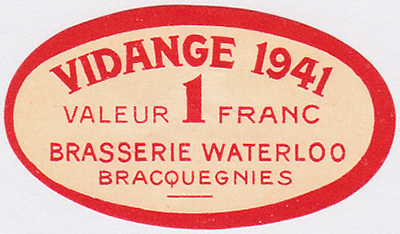 VIDANGE 1941
VALEUR 1 FRANC
BRASSERIE WATERLOO
BRACQUEGNIES